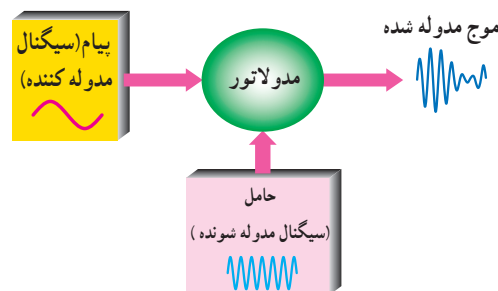 موج مدوله شده
پیام(سیگنال
مدوله کننده)
مدولاتور
حامل
(سیگنال مدوله شونده )